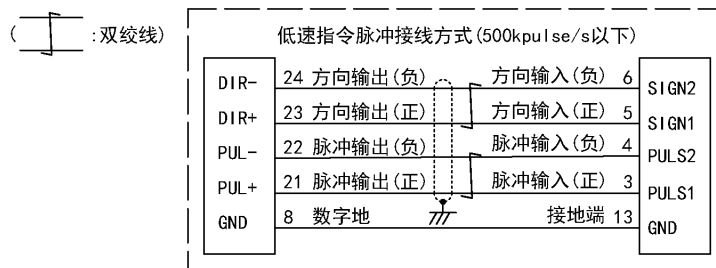 ( :双绞线)
低速指令脉冲接线方式(500kpulse/s以下)
DIR- 24 方向输出(负) 方向输入(负) 6 SIGN2
DIR+ 23 方向输出(正) 方向输入(正) 5 SIGN1
PUL- 22 脉冲输出(负) 脉冲输入(负) 4 PULS2
PUL+ 21 脉冲输出(正) 脉冲输入(正) 3 PULS1
GND 8 数字地 接地端 13 GND